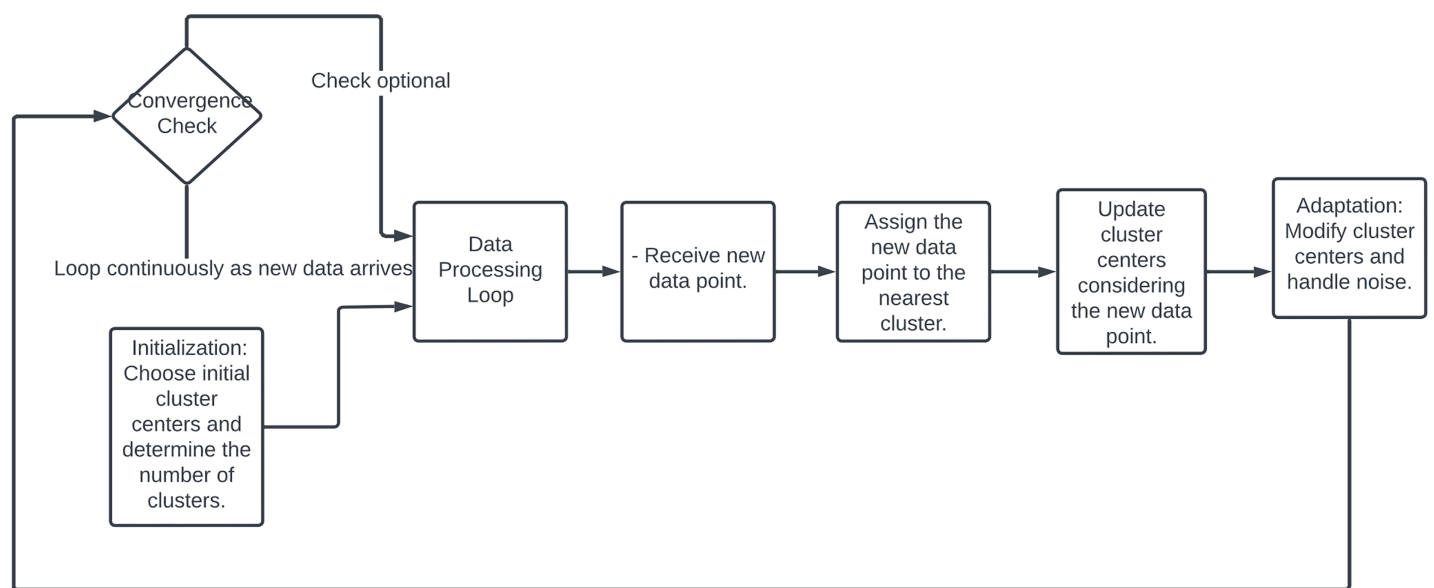 Convergence
Check
Check optional
Loop continuously as new data arrives
Initialization:
Choose initial
cluster
centers and
determine the
number of
clusters.
Data
Processing
Loop
- Receive new
data point.
Assign the
new data
point to the
nearest
cluster.
Update
cluster
centers
considering
the new data
point.
Adaptation:
Modify cluster
centers and
handle noise.